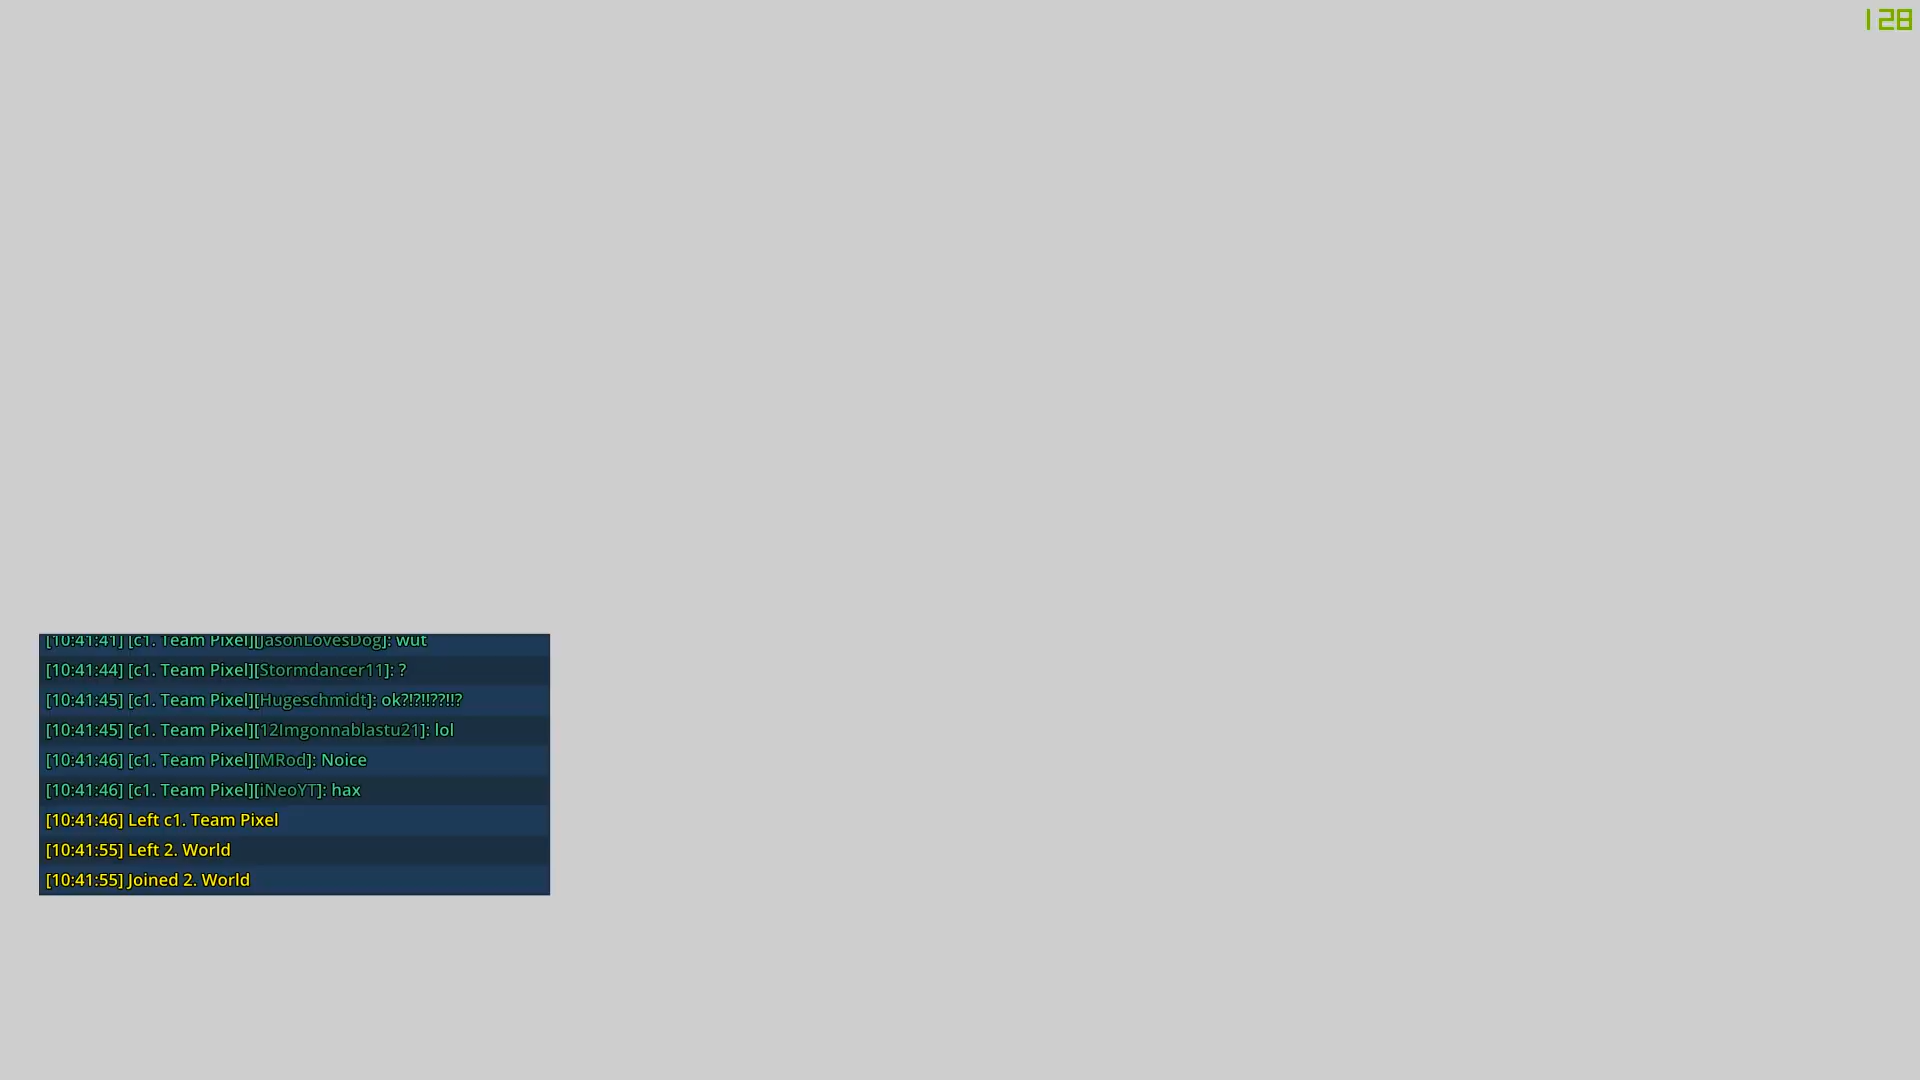 128
[10:41:41] [c1. Team Pixel][JasonLovesDog]: wut
[10:41:44] [c1. Team Pixel][Stormdancer11]: ?
[10:41:45] [c1. Team Pixel][Hugeschmidt]: ok?!?!!??!!?
[10:41:45] [c1. Team Pixel][12Imgonnablastu21]: lol
[10:41:46] [c1. Team Pixel][MRod]: Noice
[10:41:46] [c1. Team Pixel][iNeoYT]: hax
[10:41:46] Left c1. Team Pixel
[10:41:55] Left 2. World
[10:41:55] Joined 2. World